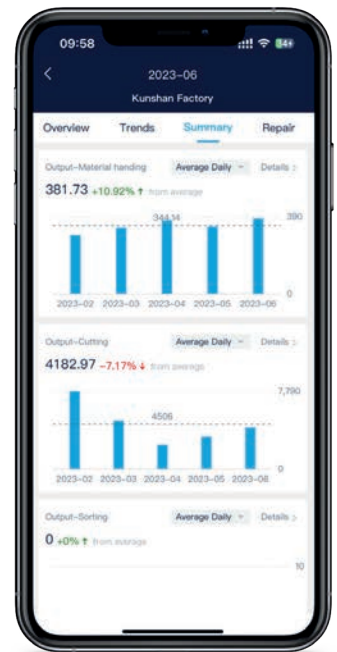 09:58
84+
2023-06
Kunshan Factory
Overview Trends Summary Repair
Output-Material handing Average Daily Details >
381.73 +10.92% ↑ from average
344.14
390
0
2023-02 2023-03 2023-04 2023-05 2023-06
Output-Cutting Average Daily Details >
4182.97 -7.17% ↓ from average
7,790
4506
0
2023-02 2023-03 2023-04 2023-05 2023-06
Output-Sorting Average Daily Details >
0 +0% ↑ from average
10